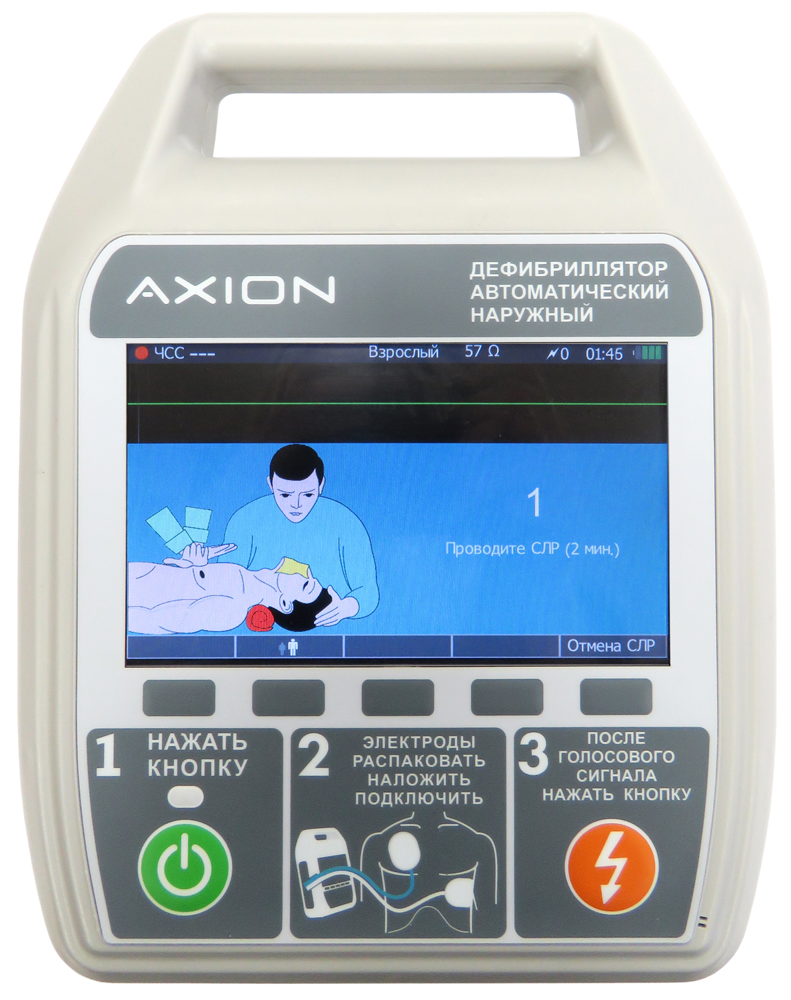 AXION
ДЕФИБРИЛЛЯТОР
АВТОМАТИЧЕСКИЙ
НАРУЖНЫЙ
ЧСС --- Взрослый 57 Ω 0 01:46
1
Проводите СЛР (2 мин.)
Отмена СЛР
1 НАЖАТЬ
КНОПКУ
2 ЭЛЕКТРОДЫ
РАСПАКОВАТЬ
НАЛОЖИТЬ
ПОДКЛЮЧИТЬ
3 ПОСЛЕ
ГОЛОСОВОГО
СИГНАЛА
НАЖАТЬ КНОПКУ